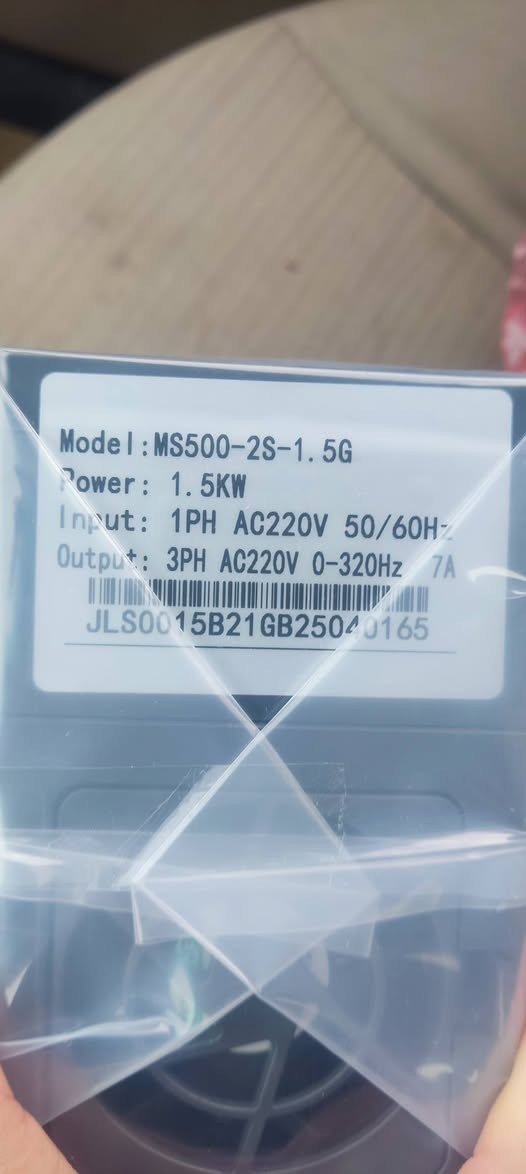 Model:MS500-2S-1.5G
Power: 1.5KW
Input: 1PH AC220V 50/60Hz
Output: 3PH AC220V 0-320Hz 7A
JLS0015B21GB25040165